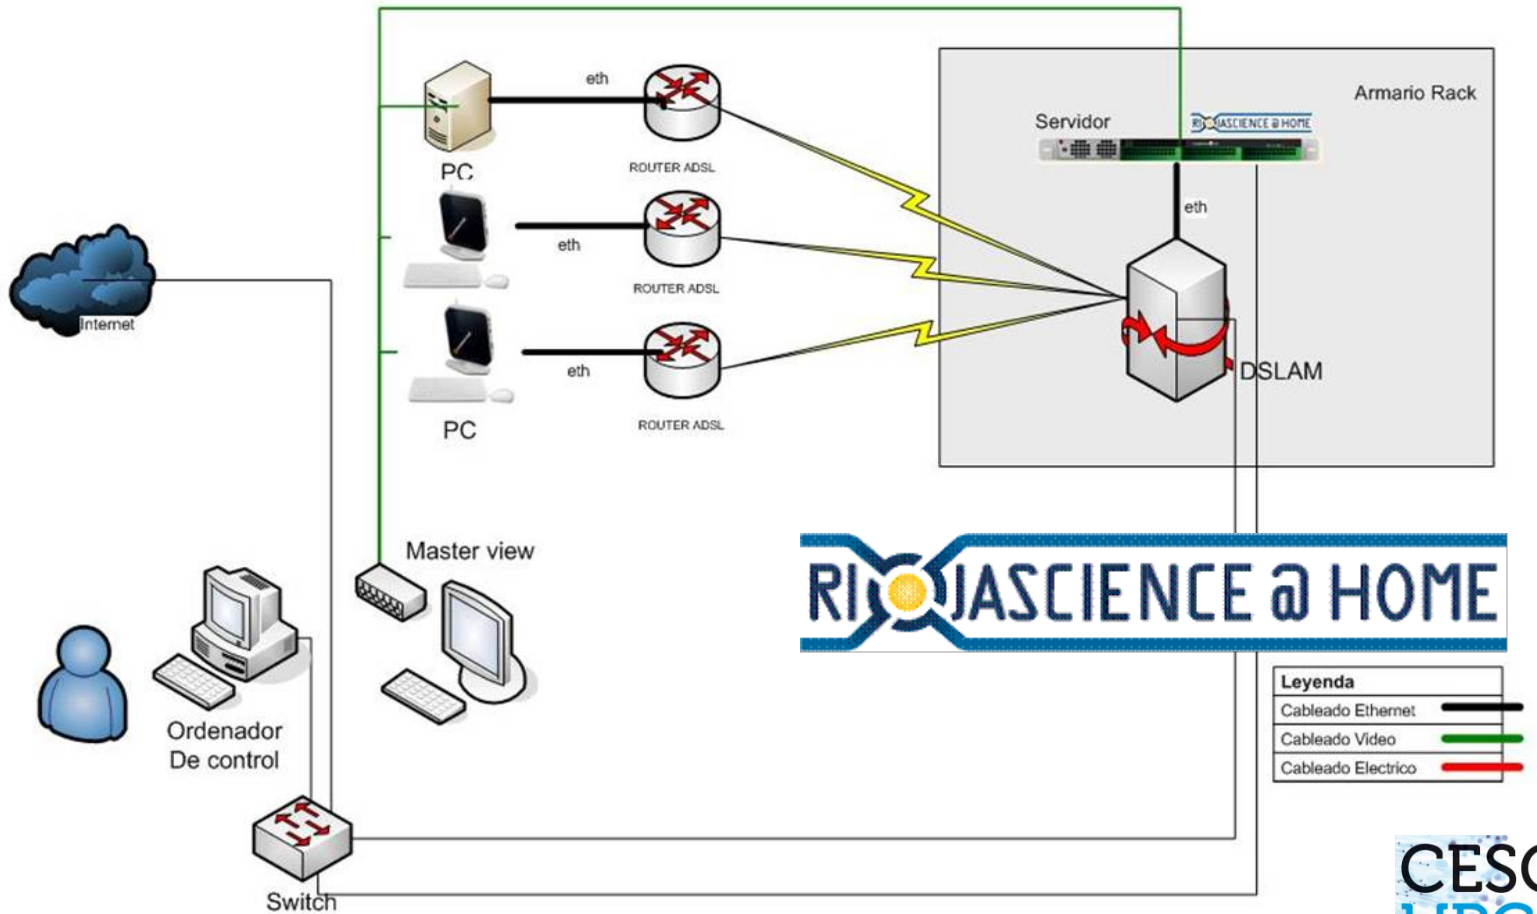 eth
Armario Rack
Servidor
RIOJASCIENCE @ HOME
PC
ROUTER ADSL
eth
eth
ROUTER ADSL
Internet
eth
DSLAM
PC
ROUTER ADSL
Master view
RIOJASCIENCE @ HOME
Leyenda
Cableado Ethernet
Cableado Video
Cableado Electrico
Ordenador
De control
Switch